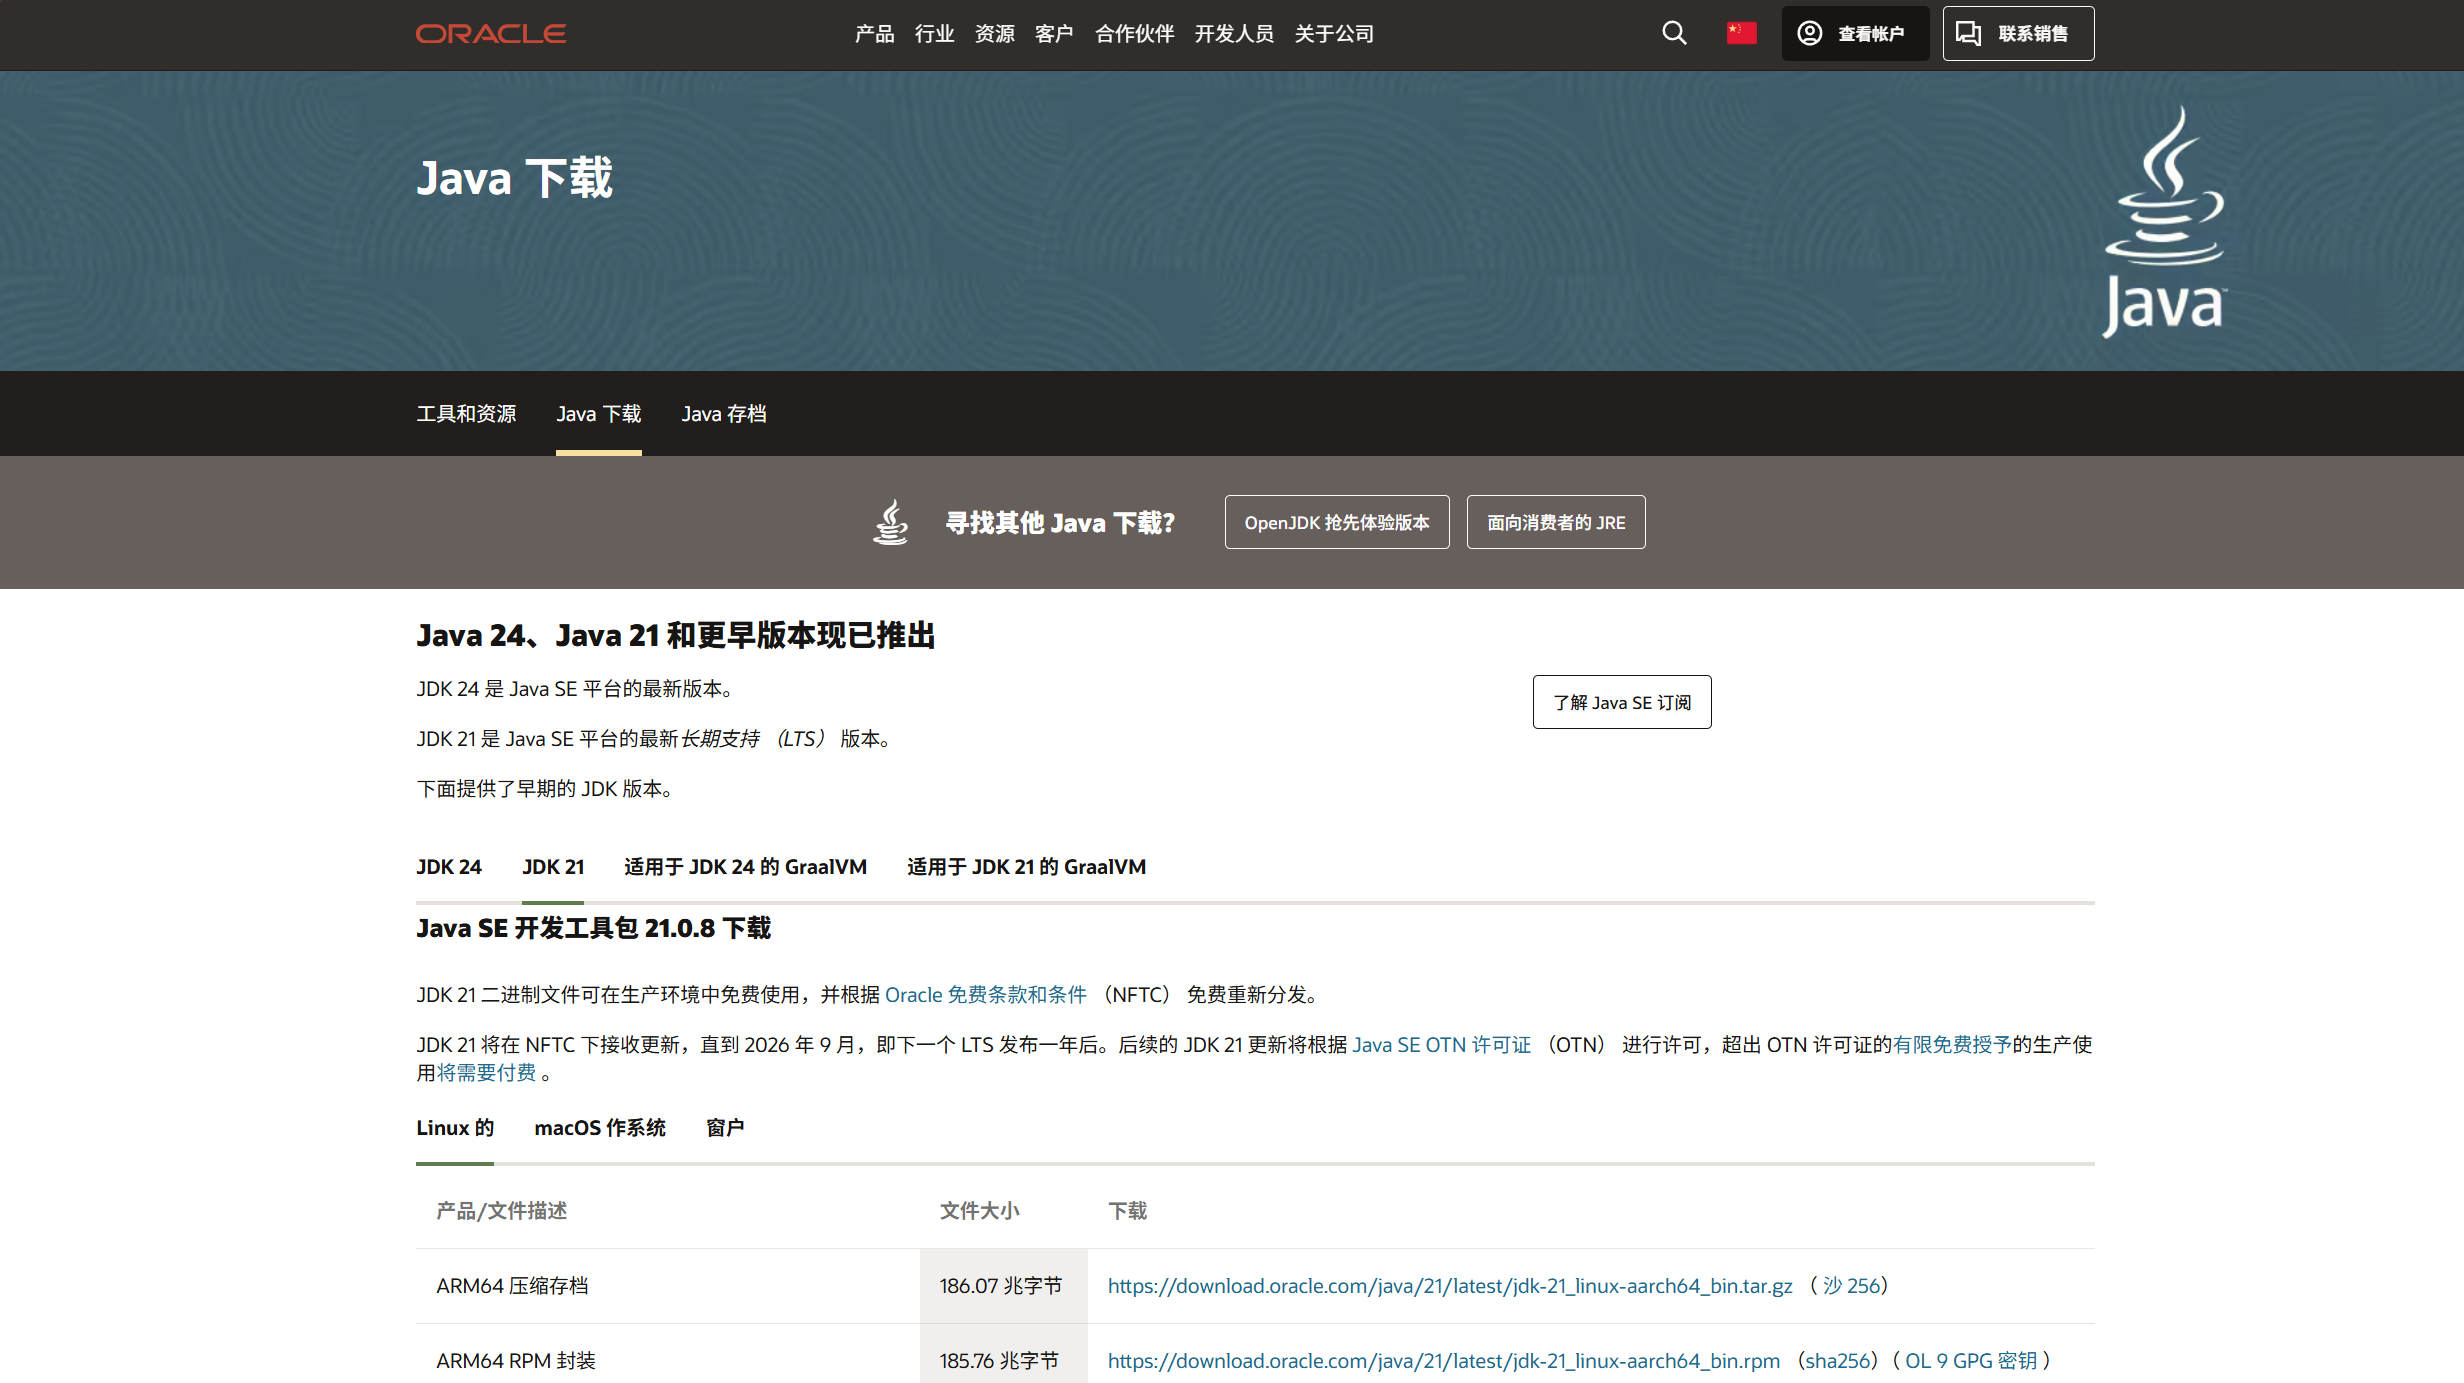 ORACLE
产品 行业 资源 客户 合作伙伴 开发人员 关于公司
查看帐户
联系销售
Java 下载
Java
工具和资源 Java 下载 Java 存档
寻找其他 Java 下载?
OpenJDK 抢先体验版本
面向消费者的 JRE
Java 24、Java 21 和更早版本现已推出
JDK 24 是 Java SE 平台的最新版本。
了解 Java SE 订阅
JDK 21 是 Java SE 平台的最新长期支持 （LTS） 版本。
下面提供了早期的 JDK 版本。
JDK 24 JDK 21 适用于 JDK 24 的 GraalVM 适用于 JDK 21 的 GraalVM
Java SE 开发工具包 21.0.8 下载
JDK 21 二进制文件可在生产环境中免费使用，并根据 Oracle 免费条款和条件 （NFTC） 免费重新分发。
JDK 21 将在 NFTC 下接收更新，直到 2026 年 9 月，即下一个 LTS 发布一年后。后续的 JDK 21 更新将根据 Java SE OTN 许可证 （OTN） 进行许可，超出 OTN 许可证的有限免费授予的生产使
用将需要付费 。
Linux 的 macOS 作系统 窗户
产品/文件描述 文件大小 下载
ARM64 压缩存档 186.07 兆字节 https://download.oracle.com/java/21/latest/jdk-21_linux-aarch64_bin.tar.gz （ 沙 256）
ARM64 RPM 封装 185.76 兆字节 https://download.oracle.com/java/21/latest/jdk-21_linux-aarch64_bin.rpm （sha256）（ OL 9 GPG 密钥 ）